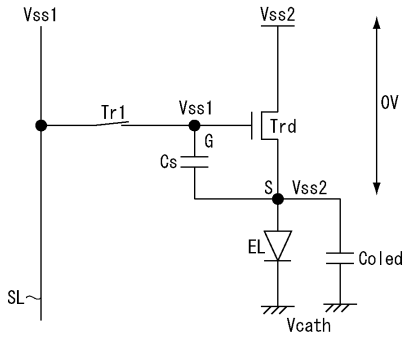 Vss1
Vss2
Tr1
Vss1
Trd
0V
G
Cs
S
Vss2
EL
Coled
SL
Vcath